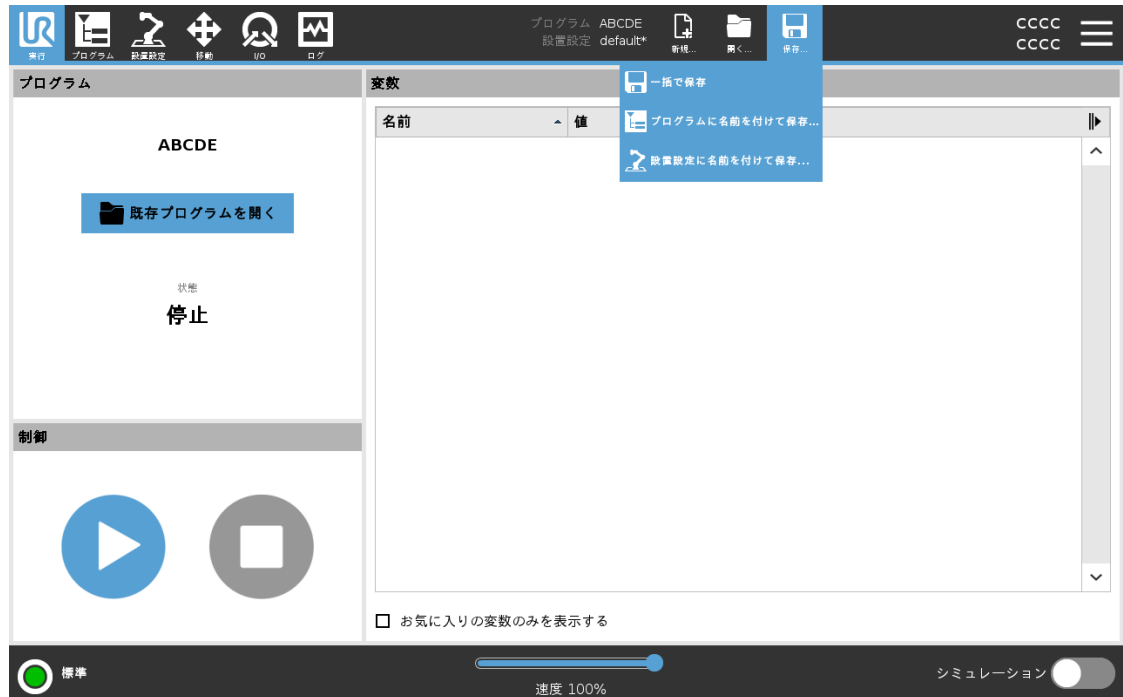 実行
プログラム
設置設定
移動
I/O
ログ
プログラム ABCDE
設置設定 default*
新規...
開く...
保存...
cccc
cccc
一括で保存
プログラムに名前を付けて保存...
設置設定に名前を付けて保存...
プログラム
ABCDE
既存プログラムを開く
状態
停止
制御
変数
名前
値
お気に入りの変数のみを表示する
標準
速度 100%
シミュレーション